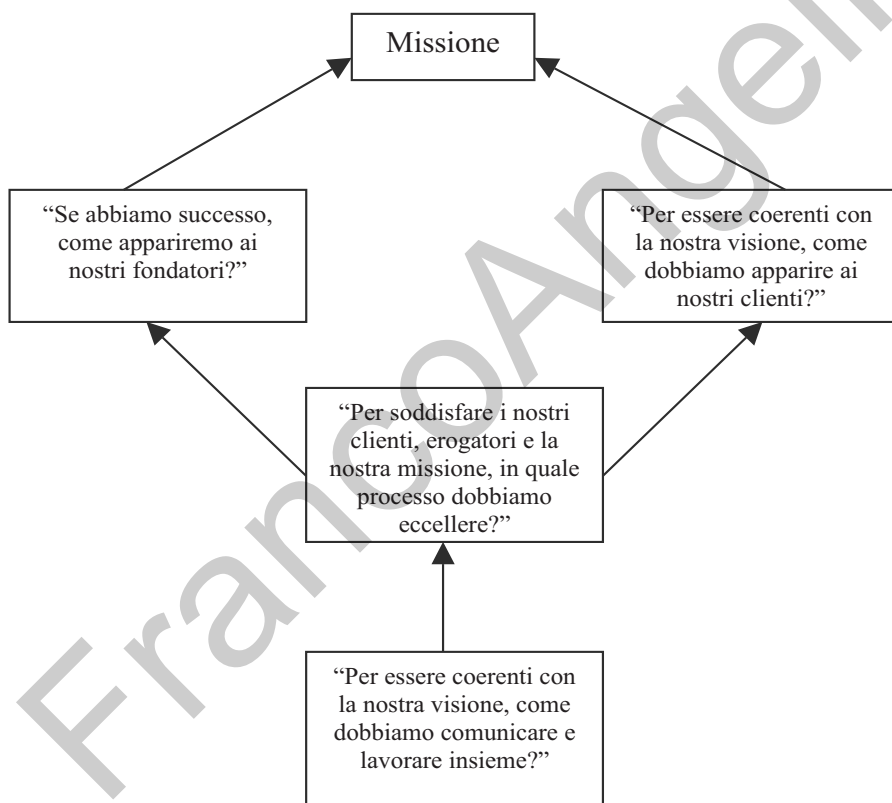 Missione
“Se abbiamo successo,
come appariremo ai
nostri fondatori?”
“Per essere coerenti con
la nostra visione, come
dobbiamo apparire ai
nostri clienti?”
“Per soddisfare i nostri
clienti, erogatori e la
nostra missione, in quale
processo dobbiamo
eccellere?”
“Per essere coerenti con
la nostra visione, come
dobbiamo comunicare e
lavorare insieme?”
FrancoAngeli